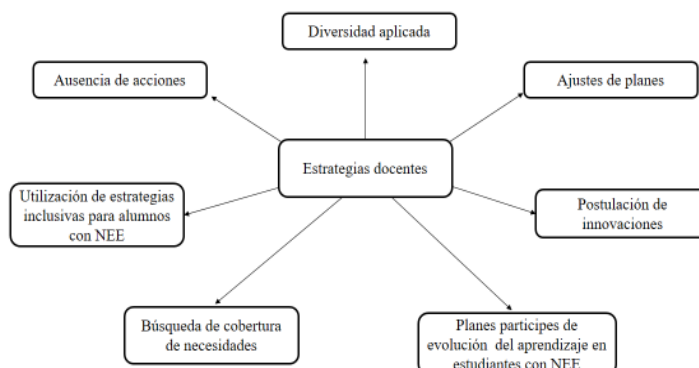 Diversidad aplicada
Ausencia de acciones
Ajustes de planes
Estrategias docentes
Utilización de estrategias
inclusivas para alumnos
con NEE
Postulación de
innovaciones
Búsqueda de cobertura
de necesidades
Planes participes de
evolución del aprendizaje en
estudiantes con NEE